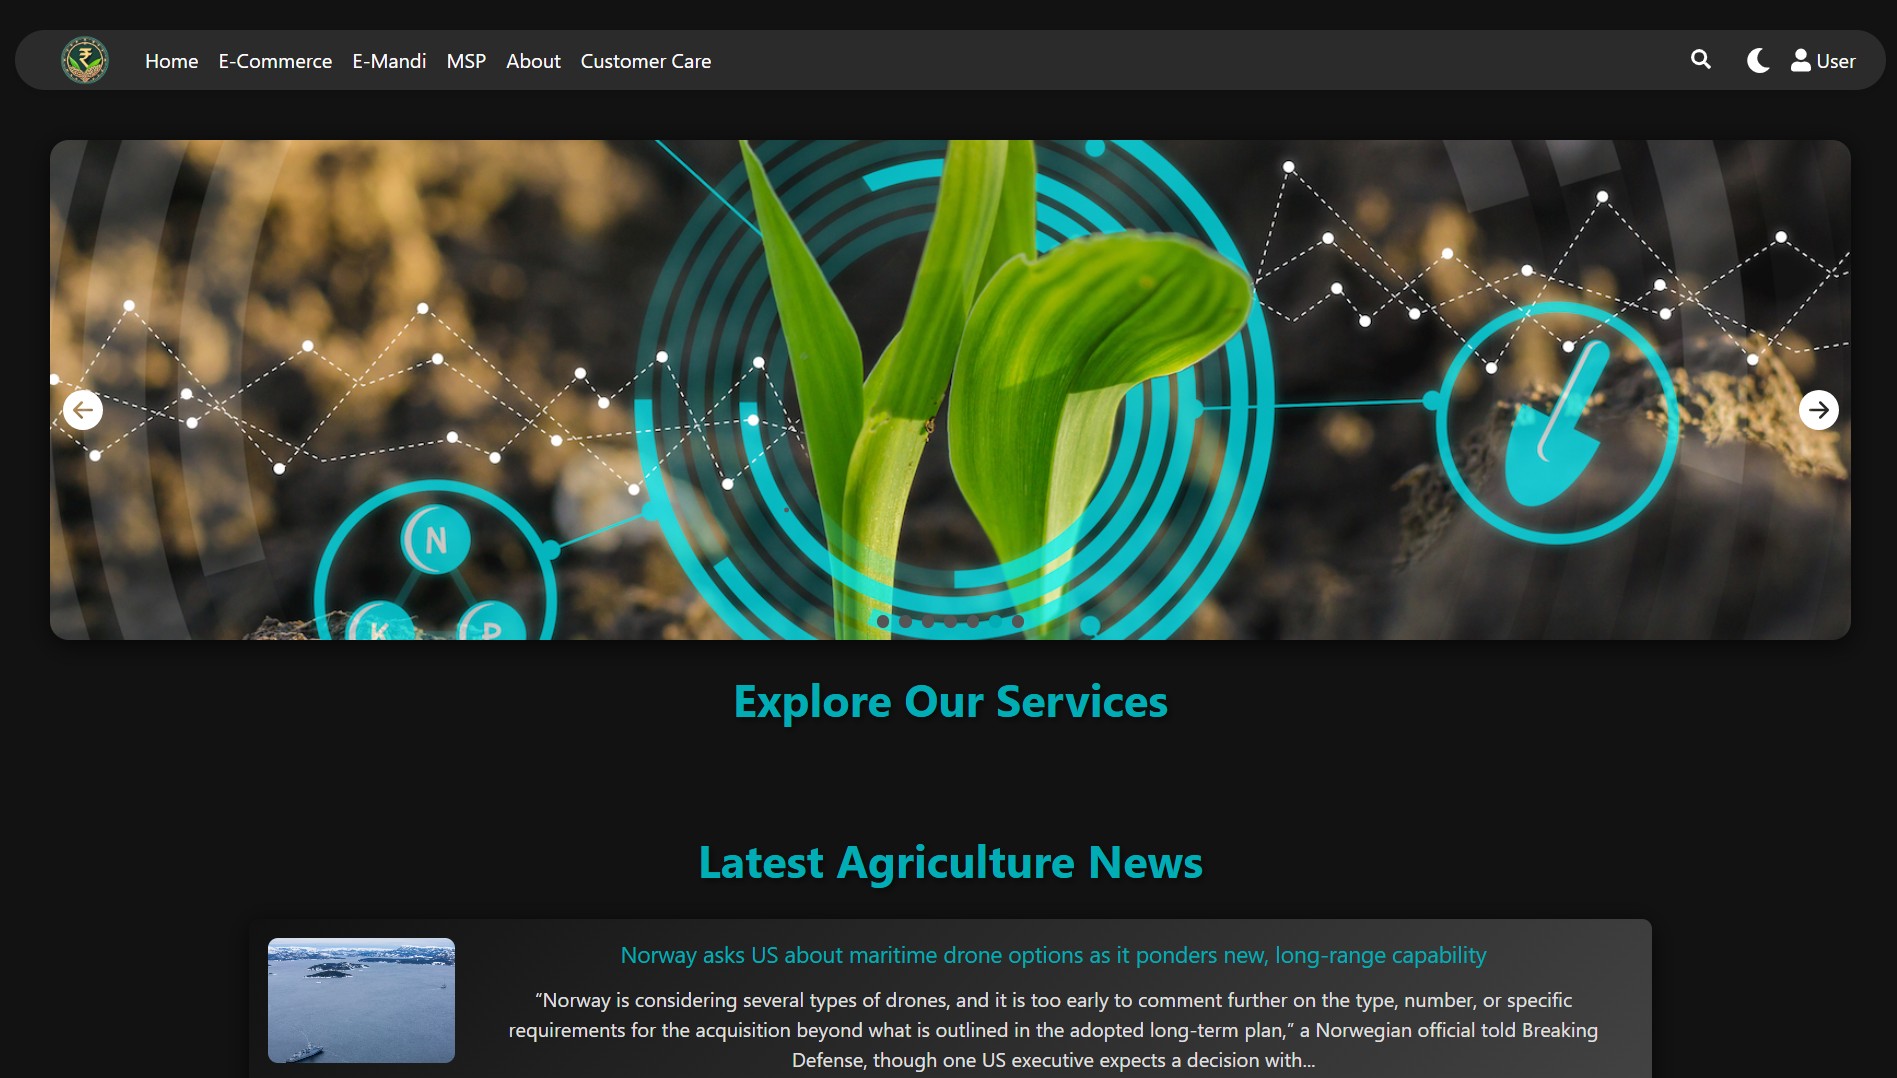 ₹
Home E-Commerce E-Mandi MSP About Customer Care
User
N
K P
Explore Our Services
Latest Agriculture News
Norway asks US about maritime drone options as it ponders new, long-range capability
“Norway is considering several types of drones, and it is too early to comment further on the type, number, or specific
requirements for the acquisition beyond what is outlined in the adopted long-term plan,” a Norwegian official told Breaking
Defense, though one US executive expects a decision with...